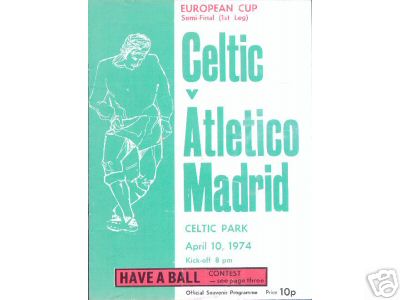 EUROPEAN CUP
Semi-Final (1st Leg)
Celtic
v
Atletico
Madrid
CELTIC PARK
April 10, 1974
Kick-off 8 pm
HAVE A BALL CONTEST
— see page three
Official Souvenir Programme Price 10p